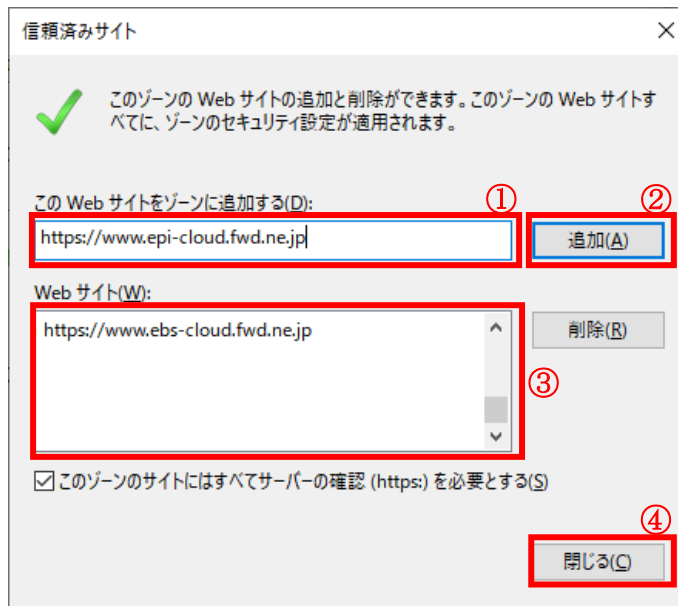 信頼済みサイト
このゾーンの Web サイトの追加と削除ができます。このゾーンの Web サイトす
べてに、ゾーンのセキュリティ設定が適用されます。
この Web サイトをゾーンに追加する(D):
①
②
https://www.epi-cloud.fwd.ne.jp
追加(A)
Web サイト(W):
https://www.ebs-cloud.fwd.ne.jp
削除(R)
③
このゾーンのサイトにはすべてサーバーの確認 (https:) を必要とする(S)
④
閉じる(C)